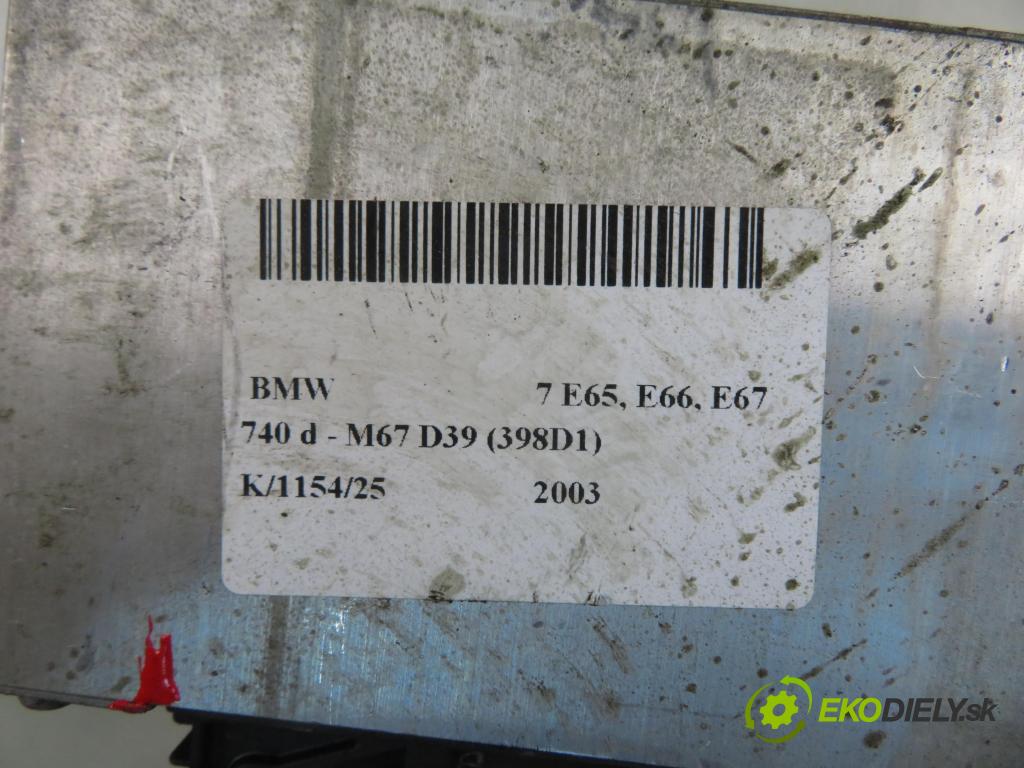 BMW 7 E65, E66, E67
740 d - M67 D39 (398D1)
K/1154/25 2003
EKODIELY.sk